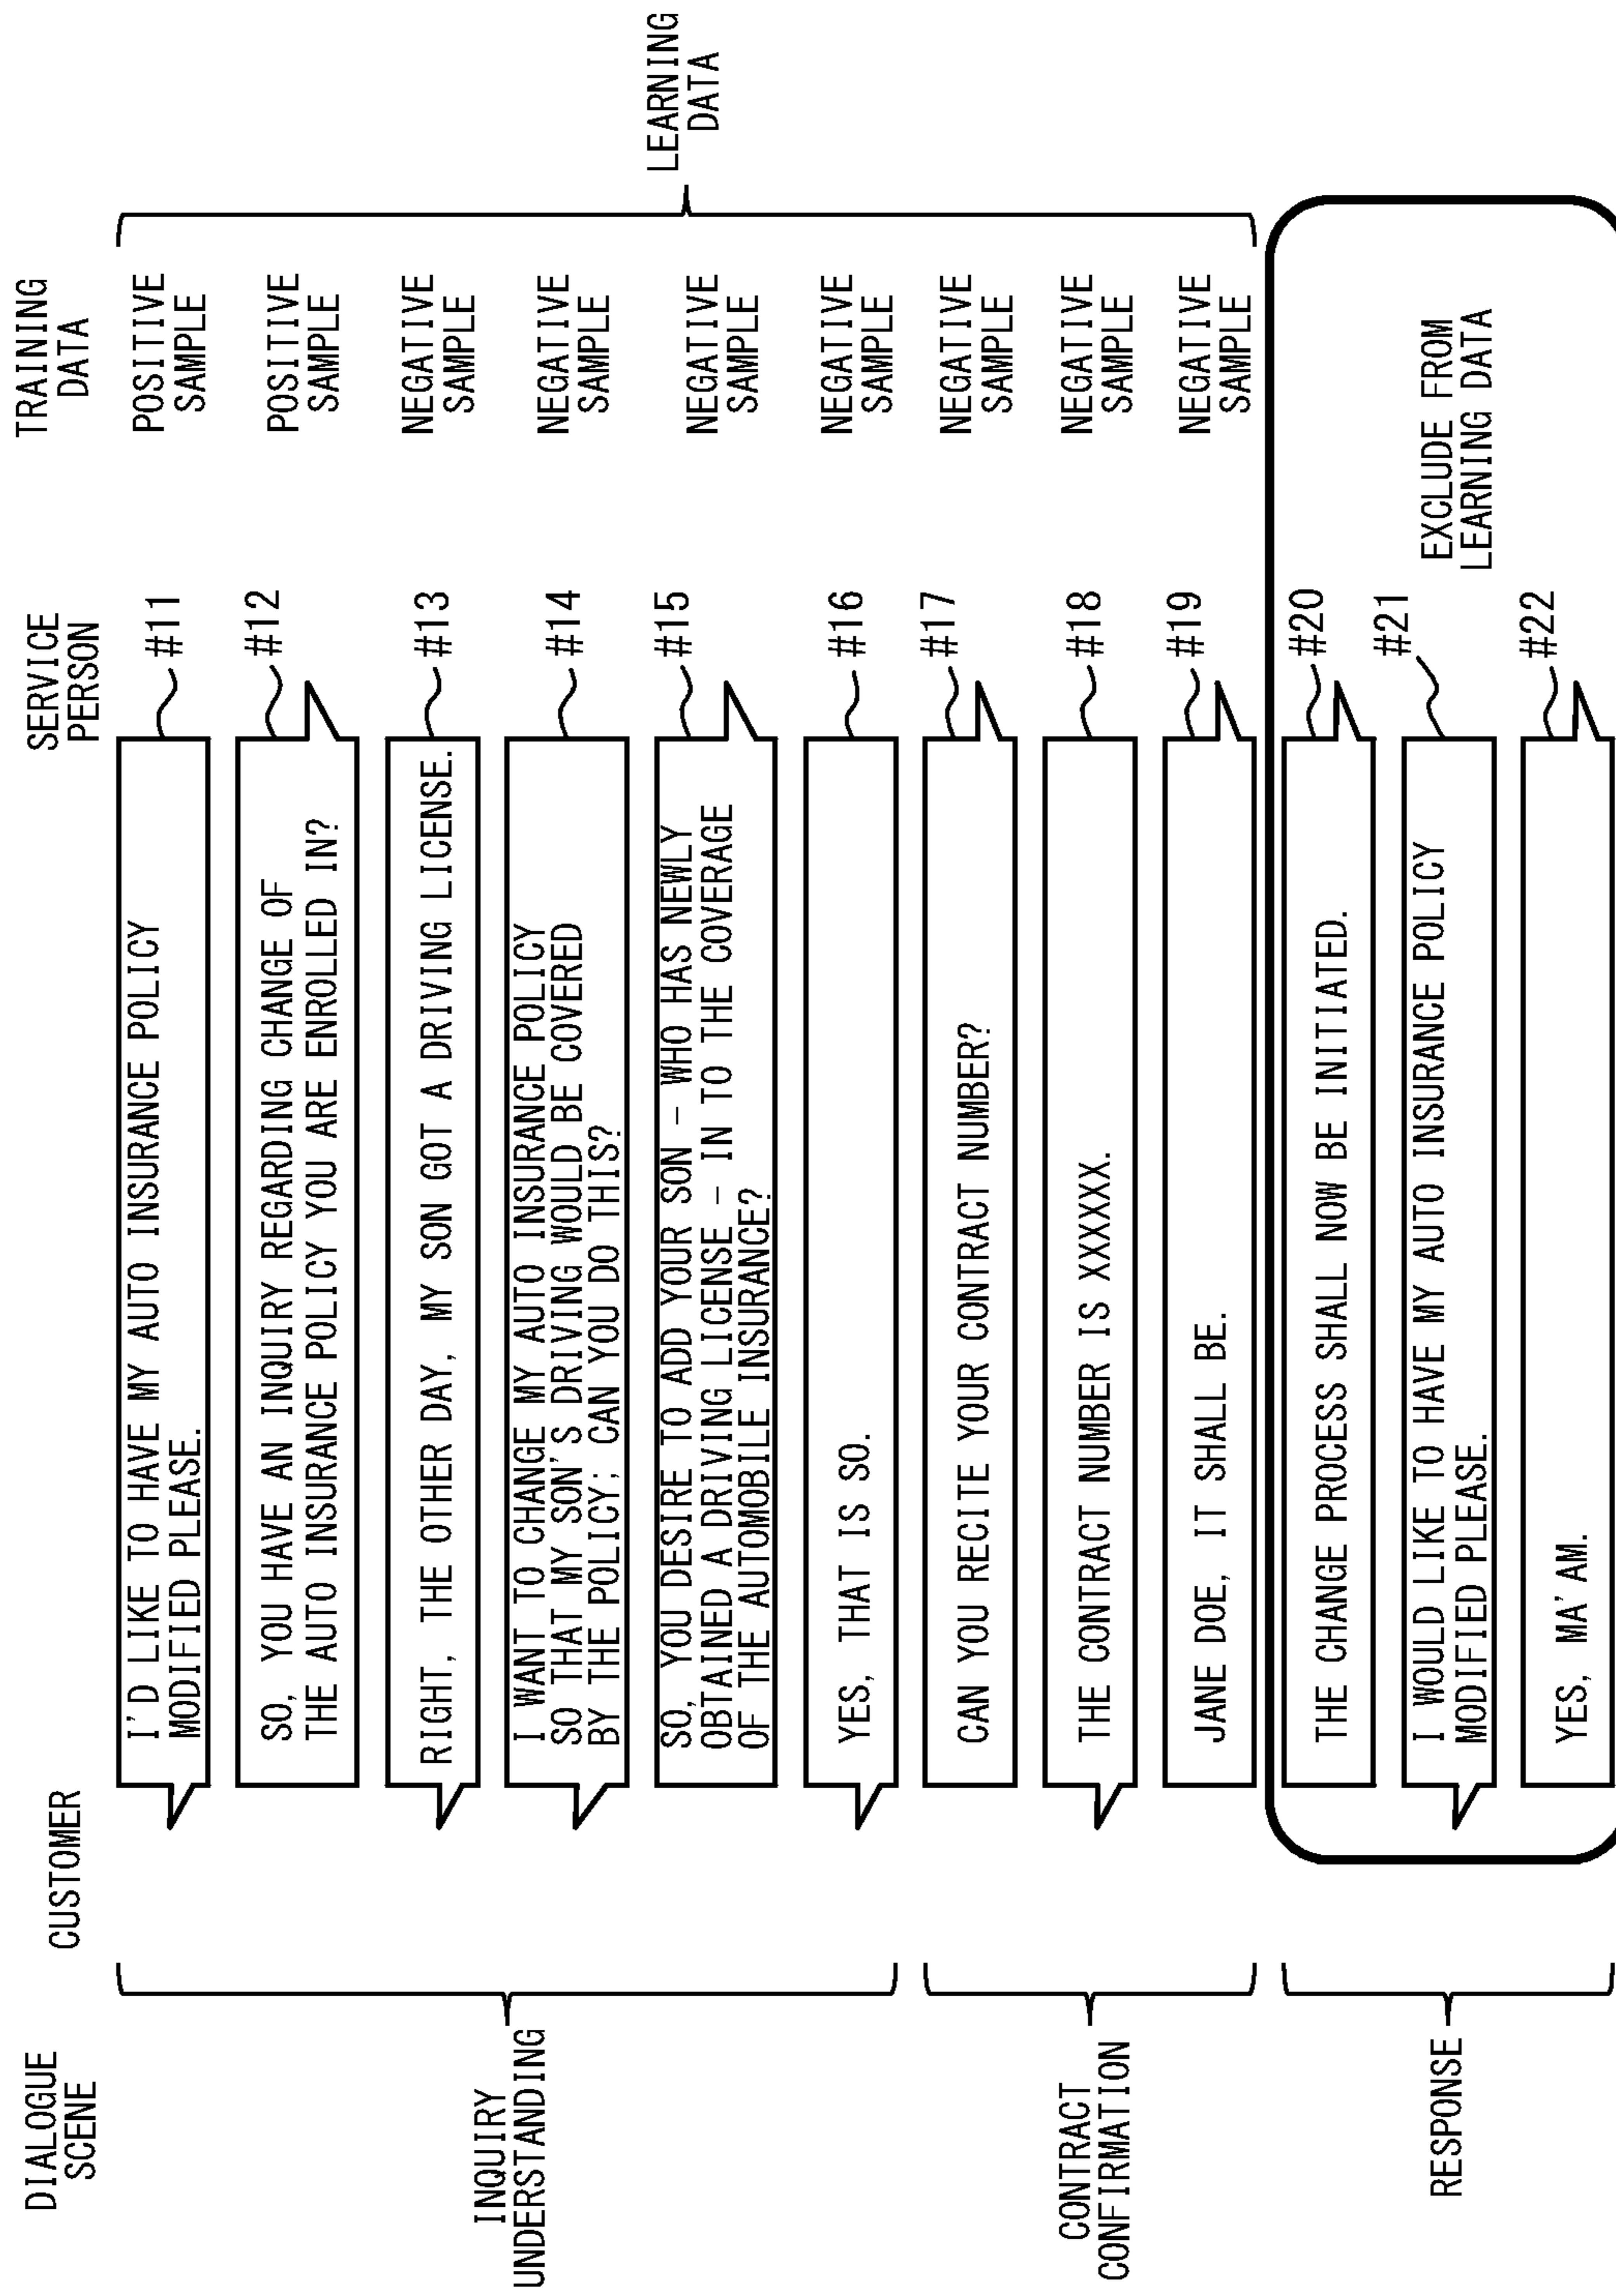 DIALOGUE
SCENE
CUSTOMER
SERVICE
PERSON
TRAINING
DATA
INQUIRY
UNDERSTANDING
I'D LIKE TO HAVE MY AUTO INSURANCE POLICY
MODIFIED PLEASE.
#11
POSITIVE
SAMPLE
SO, YOU HAVE AN INQUIRY REGARDING CHANGE OF
THE AUTO INSURANCE POLICY YOU ARE ENROLLED IN?
#12
POSITIVE
SAMPLE
RIGHT, THE OTHER DAY, MY SON GOT A DRIVING LICENSE.
#13
NEGATIVE
SAMPLE
I WANT TO CHANGE MY AUTO INSURANCE POLICY
SO THAT MY SON'S DRIVING WOULD BE COVERED
BY THE POLICY; CAN YOU DO THIS?
#14
NEGATIVE
SAMPLE
SO, YOU DESIRE TO ADD YOUR SON - WHO HAS NEWLY
OBTAINED A DRIVING LICENSE - IN TO THE COVERAGE
OF THE AUTOMOBILE INSURANCE?
#15
NEGATIVE
SAMPLE
YES, THAT IS SO.
#16
NEGATIVE
SAMPLE
LEARNING
DATA
CONTRACT
CONFIRMATION
CAN YOU RECITE YOUR CONTRACT NUMBER?
#17
NEGATIVE
SAMPLE
THE CONTRACT NUMBER IS XXXXXX.
#18
NEGATIVE
SAMPLE
JANE DOE, IT SHALL BE.
#19
NEGATIVE
SAMPLE
RESPONSE
THE CHANGE PROCESS SHALL NOW BE INITIATED.
#20
I WOULD LIKE TO HAVE MY AUTO INSURANCE POLICY
MODIFIED PLEASE.
#21
EXCLUDE FROM
LEARNING DATA
YES, MA'AM.
#22